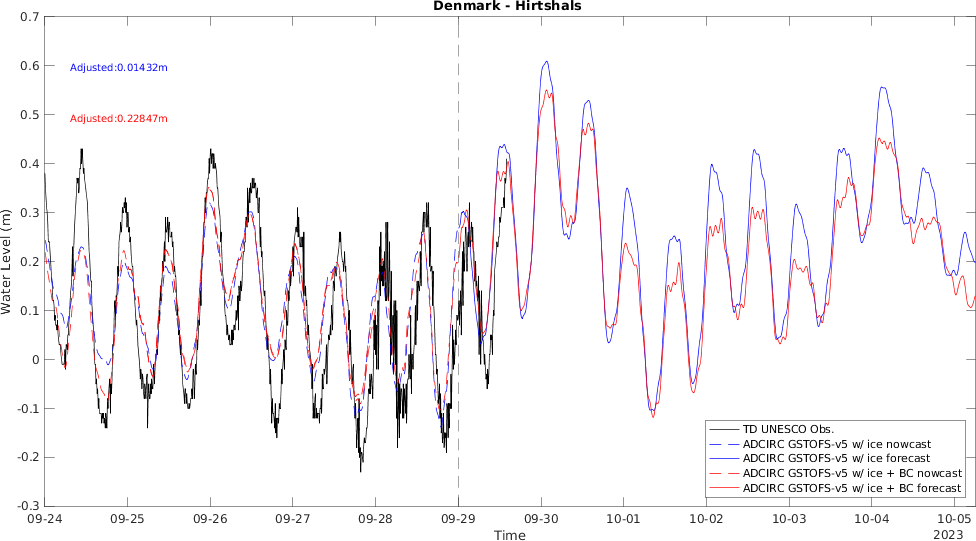 Denmark - Hirtshals
0.7
0.6
0.5
0.4
0.3
0.2
0.1
0
-0.1
-0.2
-0.3
Water Level (m)
Adjusted:0.01432m
Adjusted:0.22847m
TD UNESCO Obs.
ADCIRC GSTOFS-v5 w/ ice nowcast
ADCIRC GSTOFS-v5 w/ ice forecast
ADCIRC GSTOFS-v5 w/ ice + BC nowcast
ADCIRC GSTOFS-v5 w/ ice + BC forecast
09-24 09-25 09-26 09-27 09-28 09-29 09-30 10-01 10-02 10-03 10-04 10-05
Time
2023